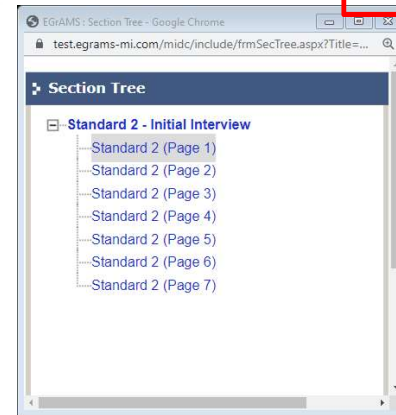 EGrAMS : Section Tree - Google Chrome
test.egrams-mi.com/midc/include/frmSecTree.aspx?Title=...
Section Tree
Standard 2 - Initial Interview
Standard 2 (Page 1)
Standard 2 (Page 2)
Standard 2 (Page 3)
Standard 2 (Page 4)
Standard 2 (Page 5)
Standard 2 (Page 6)
Standard 2 (Page 7)